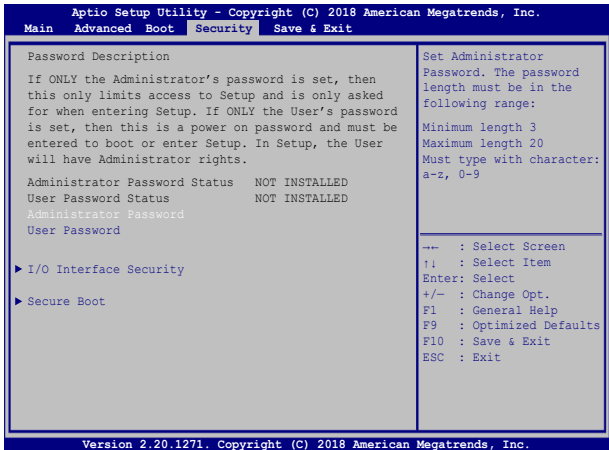 Aptio Setup Utility - Copyright (C) 2018 American Megatrends, Inc.
Main Advanced Boot Security Save & Exit
Password Description
If ONLY the Administrator's password is set, then
this only limits access to Setup and is only asked
for when entering Setup. If ONLY the User's password
is set, then this is a power on password and must be
entered to boot or enter Setup. In Setup, the User
will have Administrator rights.
Administrator Password Status NOT INSTALLED
User Password Status NOT INSTALLED
Administrator Password
User Password
▶ I/O Interface Security
▶ Secure Boot
Set Administrator
Password. The password
length must be in the
following range:
Minimum length 3
Maximum length 20
Must type with character:
a-z, 0-9
→← : Select Screen
↑↓ : Select Item
Enter: Select
+/— : Change Opt.
F1 : General Help
F9 : Optimized Defaults
F10 : Save & Exit
ESC : Exit
Version 2.20.1271. Copyright (C) 2018 American Megatrends, Inc.